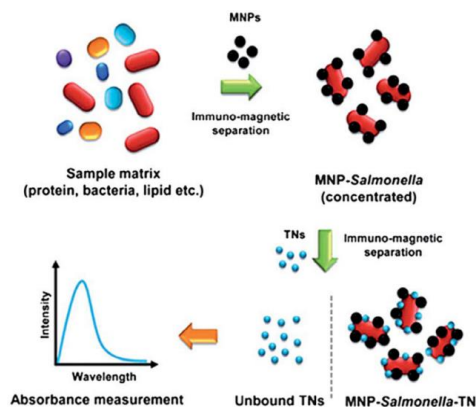 MNPs
Immuno-magnetic
separation
Sample matrix
(protein, bacteria, lipid etc.)
MNP-Salmonella
(concentrated)
TNs
Immuno-magnetic
separation
Intensity
Wavelength
Absorbance measurement
Unbound TNs
MNP-Salmonella-TN